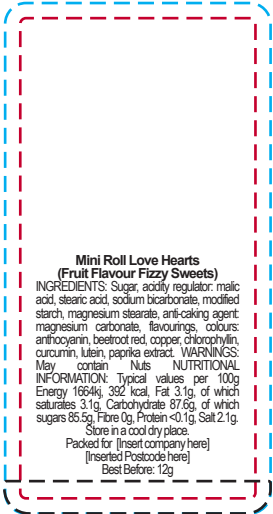 Mini Roll Love Hearts
(Fruit Flavour Fizzy Sweets)
INGREDIENTS: Sugar, acidity regulator: malic
acid, stearic acid, sodium bicarbonate, modified
starch, magnesium stearate, anti-caking agent:
magnesium carbonate, flavourings, colours:
anthocyanin, beetroot red, copper, chlorophyllin,
curcumin, lutein, paprika extract. WARNINGS:
May contain Nuts NUTRITIONAL
INFORMATION: Typical values per 100g
Energy 1664kj, 392 kcal, Fat 3.1g, of which
saturates 3.1g, Carbohydrate 87.6g, of which
sugars 85.5g, Fibre 0g, Protein <0.1g, Salt 2.1g.
Store in a cool dry place.
Packed for [Insert company here]
[Inserted Postcode here]
Best Before: 12g